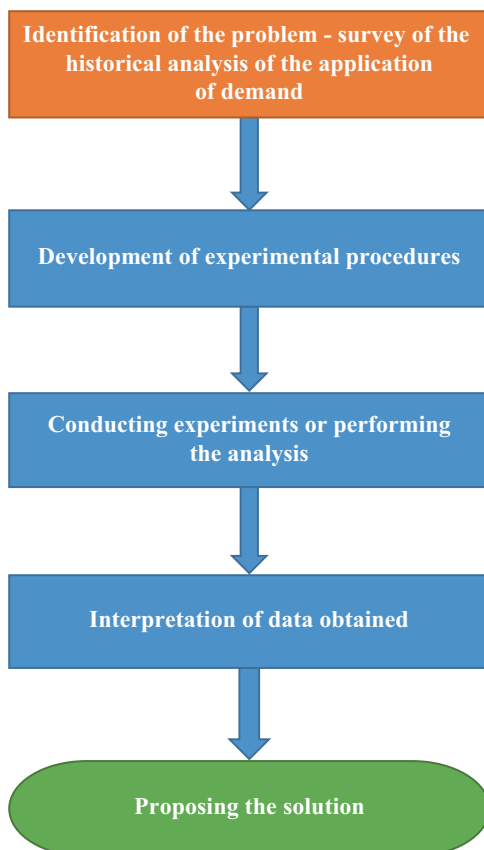 Identification of the problem - survey of the
historical analysis of the application
of demand
Development of experimental procedures
Conducting experiments or performing
the analysis
Interpretation of data obtained
Proposing the solution